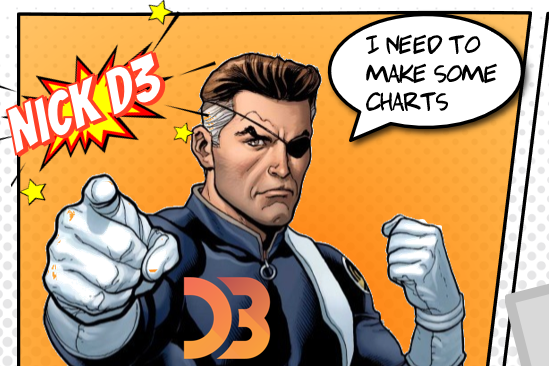 NICK D3
I NEED TO
MAKE SOME
CHARTS
D3